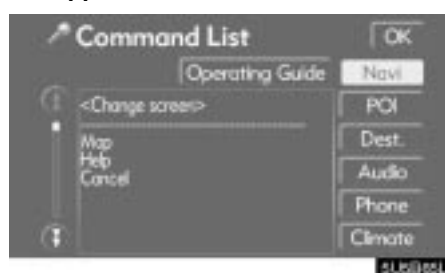 Command List
OK
Operating Guide
Navi
<Change screen>
POI
Map
Help
Cancel
Dest.
Audio
Phone
Climate